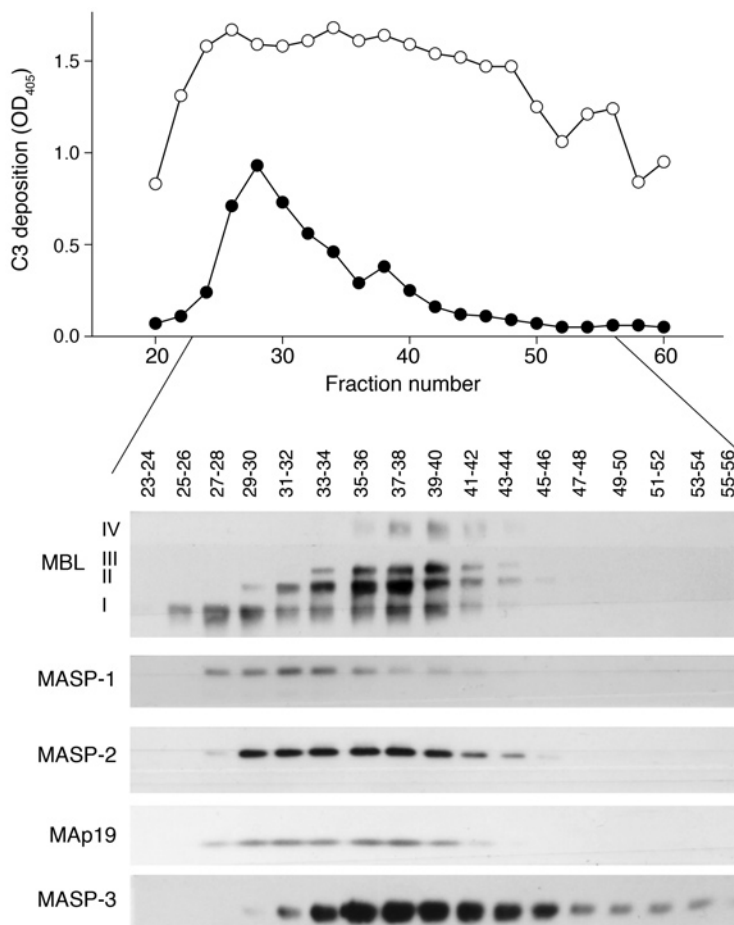 1.5
1.0
0.5
0.0
C3 deposition (OD405)
20 30 40 50 60
Fraction number
23-24 25-26 27-28 29-30 31-32 33-34 35-36 37-38 39-40 41-42 43-44 45-46 47-48 49-50 51-52 53-54 55-56
MBL
IV
III
II
I
MASP-1
MASP-2
MAp19
MASP-3